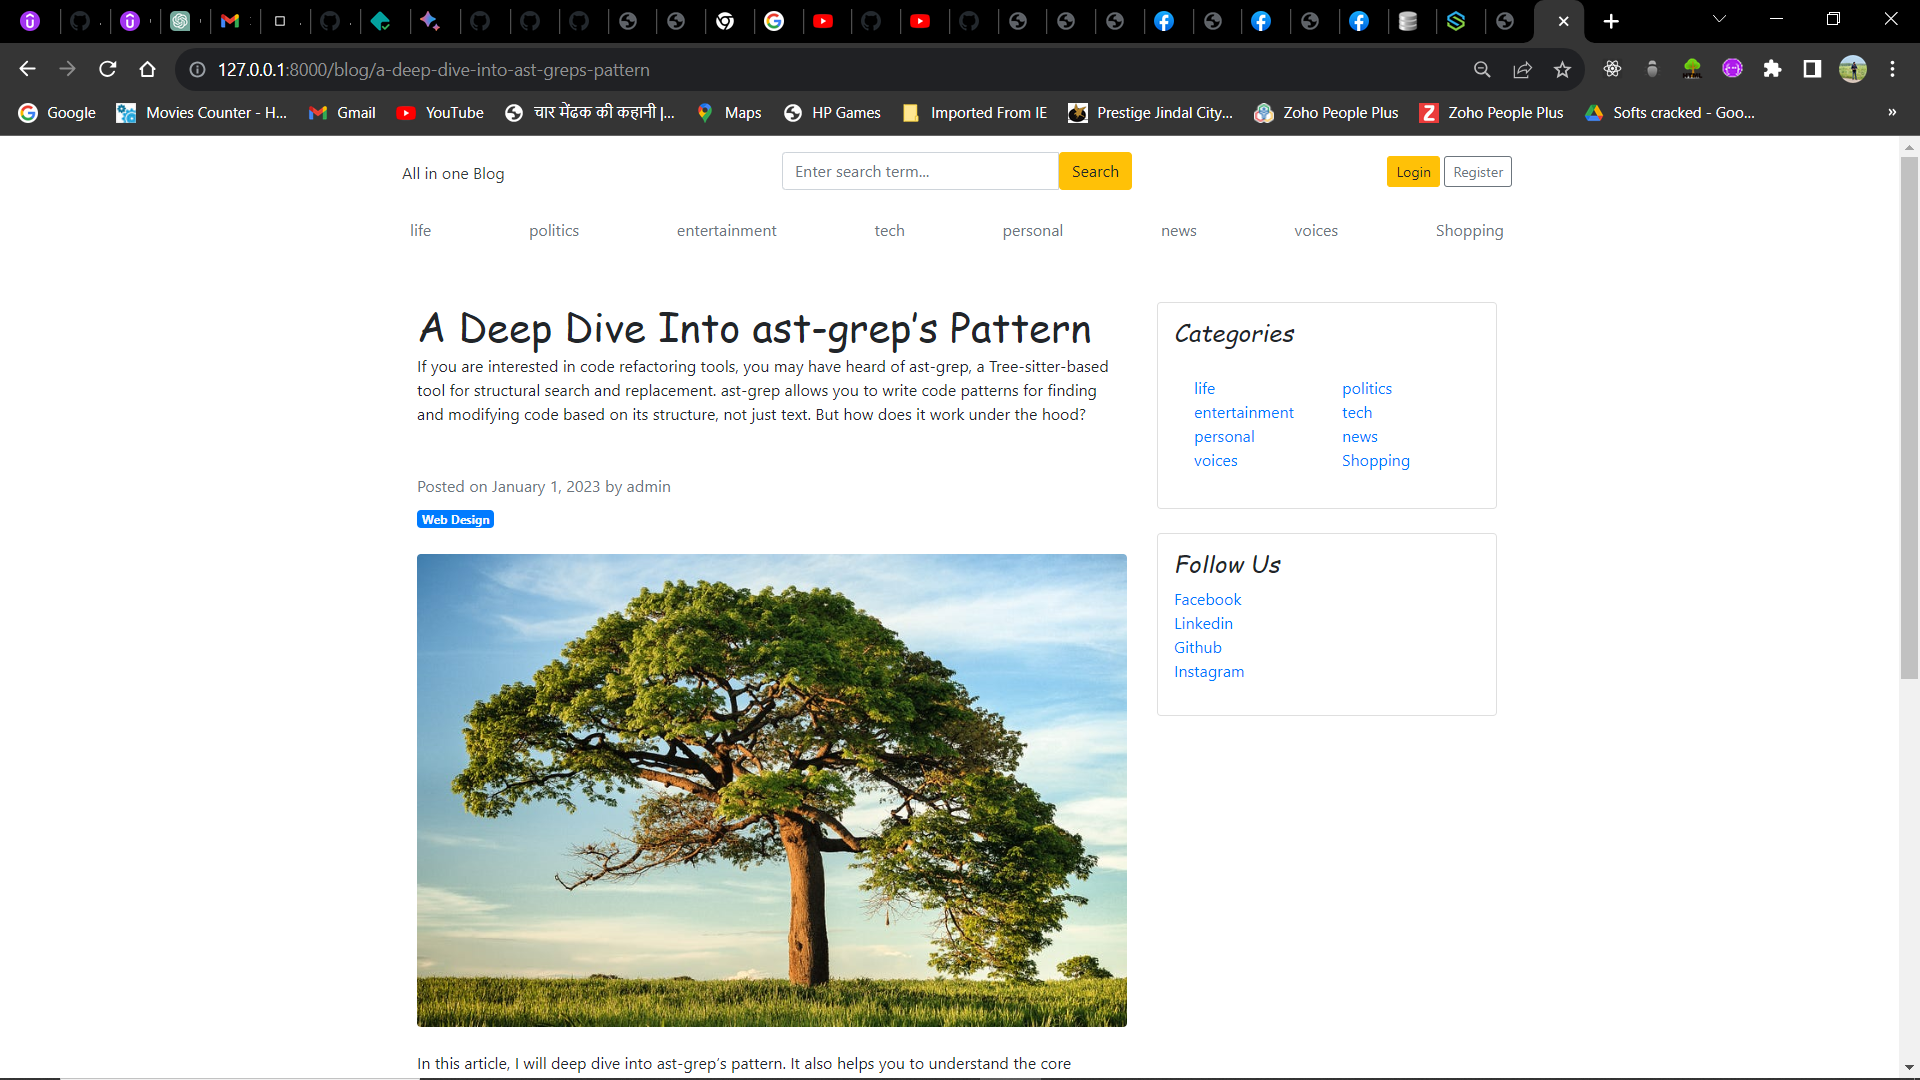 127.0.0.1:8000/blog/a-deep-dive-into-ast-greps-pattern
Google
Movies Counter - H...
Gmail
YouTube
चार मेंढक की कहानी |...
Maps
HP Games
Imported From IE
Prestige Jindal City...
Zoho People Plus
Zoho People Plus
Softs cracked - Goo...
»
All in one Blog
Enter search term...
Search
Login
Register
life
politics
entertainment
tech
personal
news
voices
Shopping
A Deep Dive Into ast-grep’s Pattern
If you are interested in code refactoring tools, you may have heard of ast-grep, a Tree-sitter-based
tool for structural search and replacement. ast-grep allows you to write code patterns for finding
and modifying code based on its structure, not just text. But how does it work under the hood?
Posted on January 1, 2023 by admin
Web Design
In this article, I will deep dive into ast-grep’s pattern. It also helps you to understand the core
Categories
life
politics
entertainment
tech
personal
news
voices
Shopping
Follow Us
Facebook
Linkedin
Github
Instagram